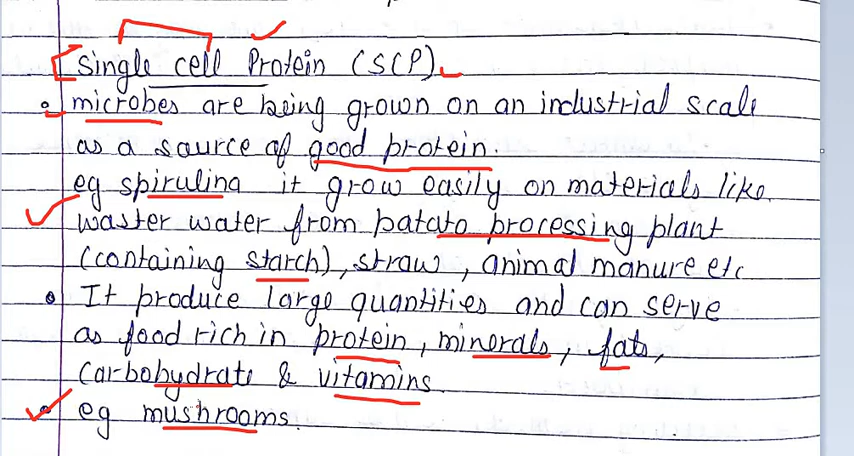 Single cell Protein (SCP)
microbes are being grown on an industrial scale
as a source of good protein.
eg spirulina it grow easily on materials like
waster water from patato processing plant
(containing starch), straw, animal manure etc
It produce large quantities and can serve
as food rich in protein, minerals, fats,
Carbohydrate & vitamins.
eg mushrooms.